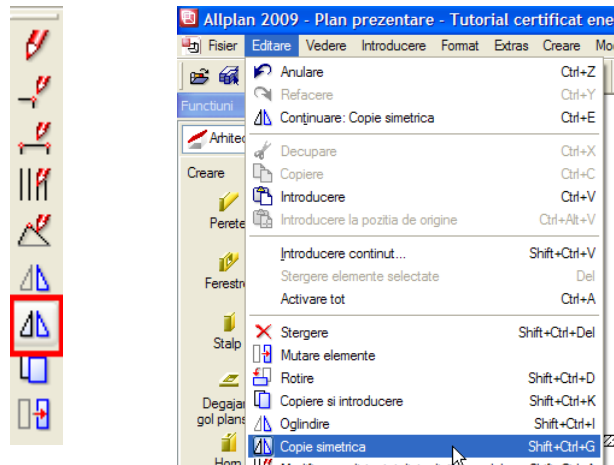 Allplan 2009 - Plan prezentare - Tutorial certificat ene
Fisier Editare Vedere Introducere Format Extras Creare Mo
Functiuni
Arhitec
Creare
Perete
Ferestr
Stalp
Degajar
gol plans
Anulare Ctrl+Z
Refacere Ctrl+Y
Conţinuare: Copie simetrica Ctrl+E
Decupare Ctrl+X
Copiere Ctrl+C
Introducere Ctrl+V
Introducere la pozitia de origine Ctrl+Alt+V
Introducere continut... Shift+Ctrl+V
Stergere elemente selectate Del
Activare tot Ctrl+A
Stergere Shift+Ctrl+Del
Mutare elemente
Rotire Shift+Ctrl+D
Copiere si introducere Shift+Ctrl+K
Oglindire Shift+Ctrl+I
Copie simetrica Shift+Ctrl+G